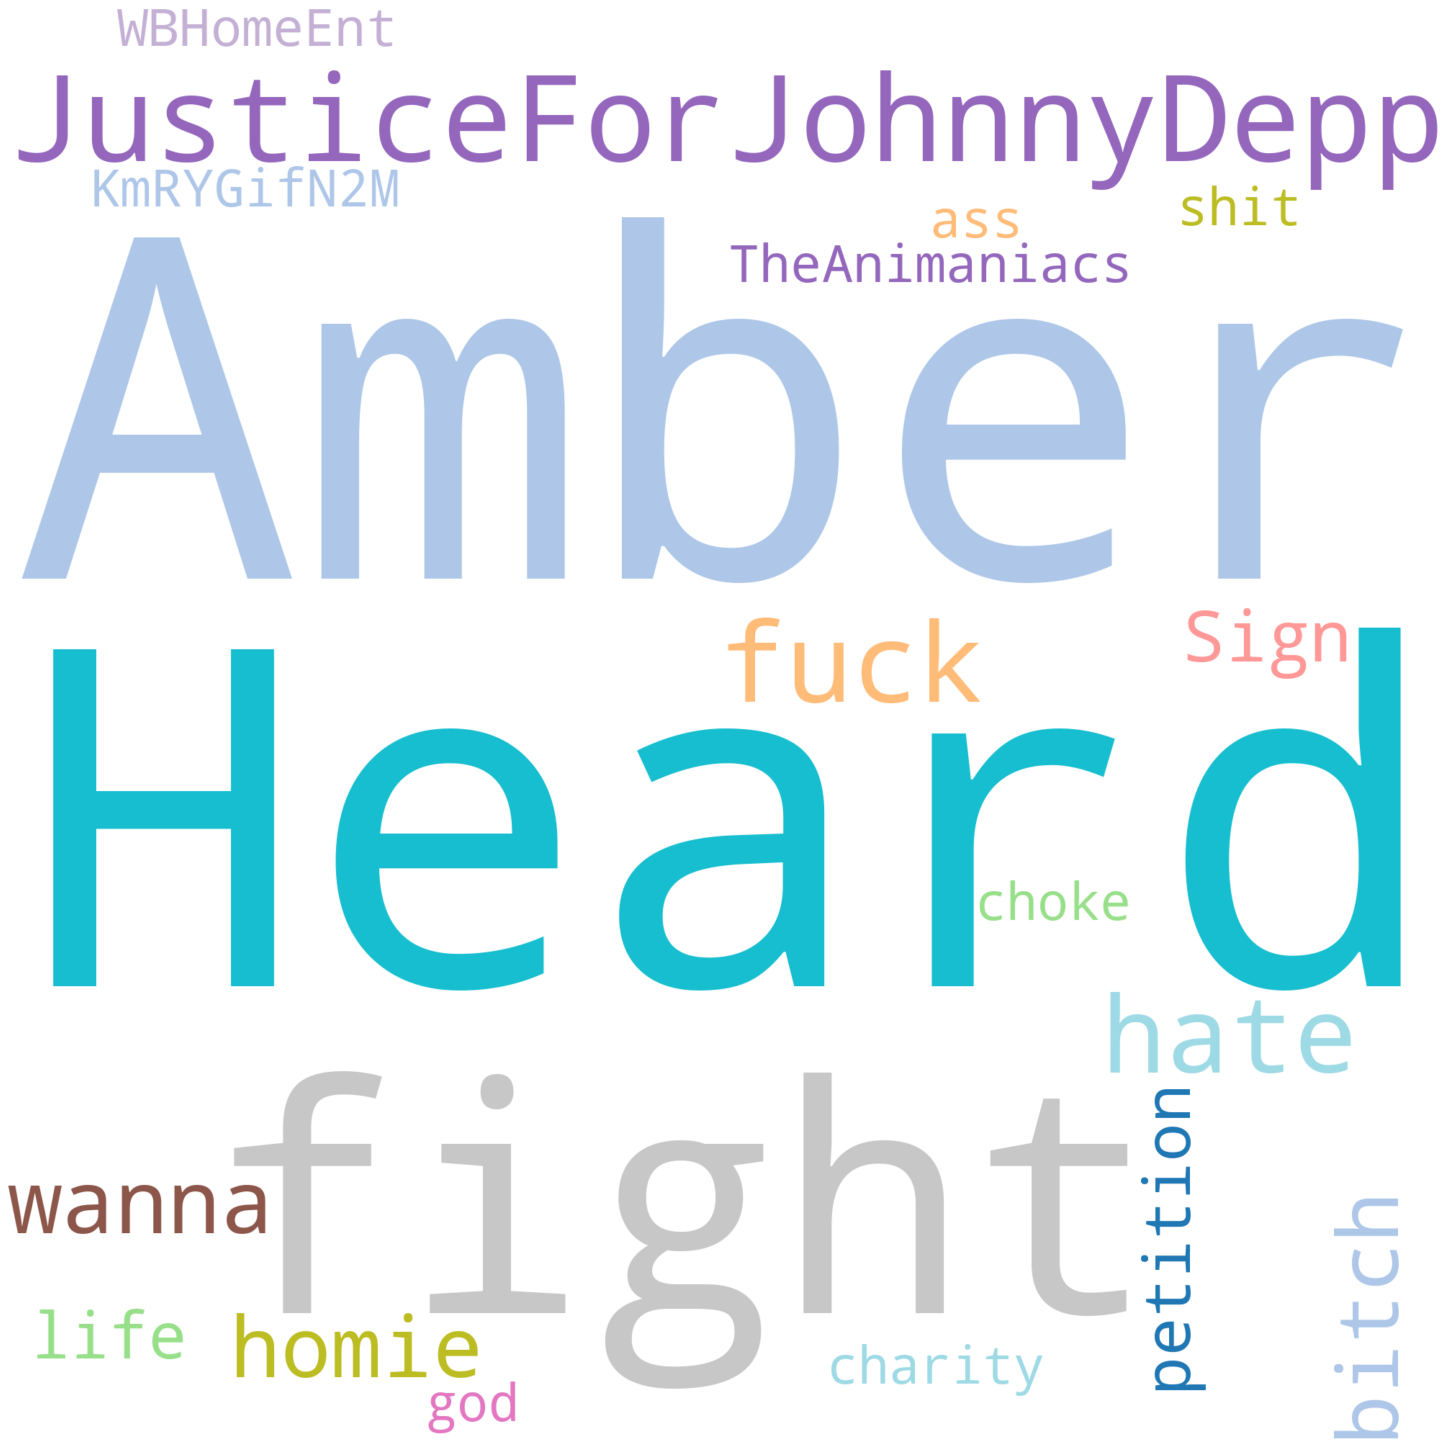 WBHomeEnt
JusticeForJohnnyDepp
KmRYGifN2M
shit
ass
TheAnimaniacs
Amber
fuck
Sign
Heard
choke
hate
fight
petition
wanna
bitch
life
homie
charity
god